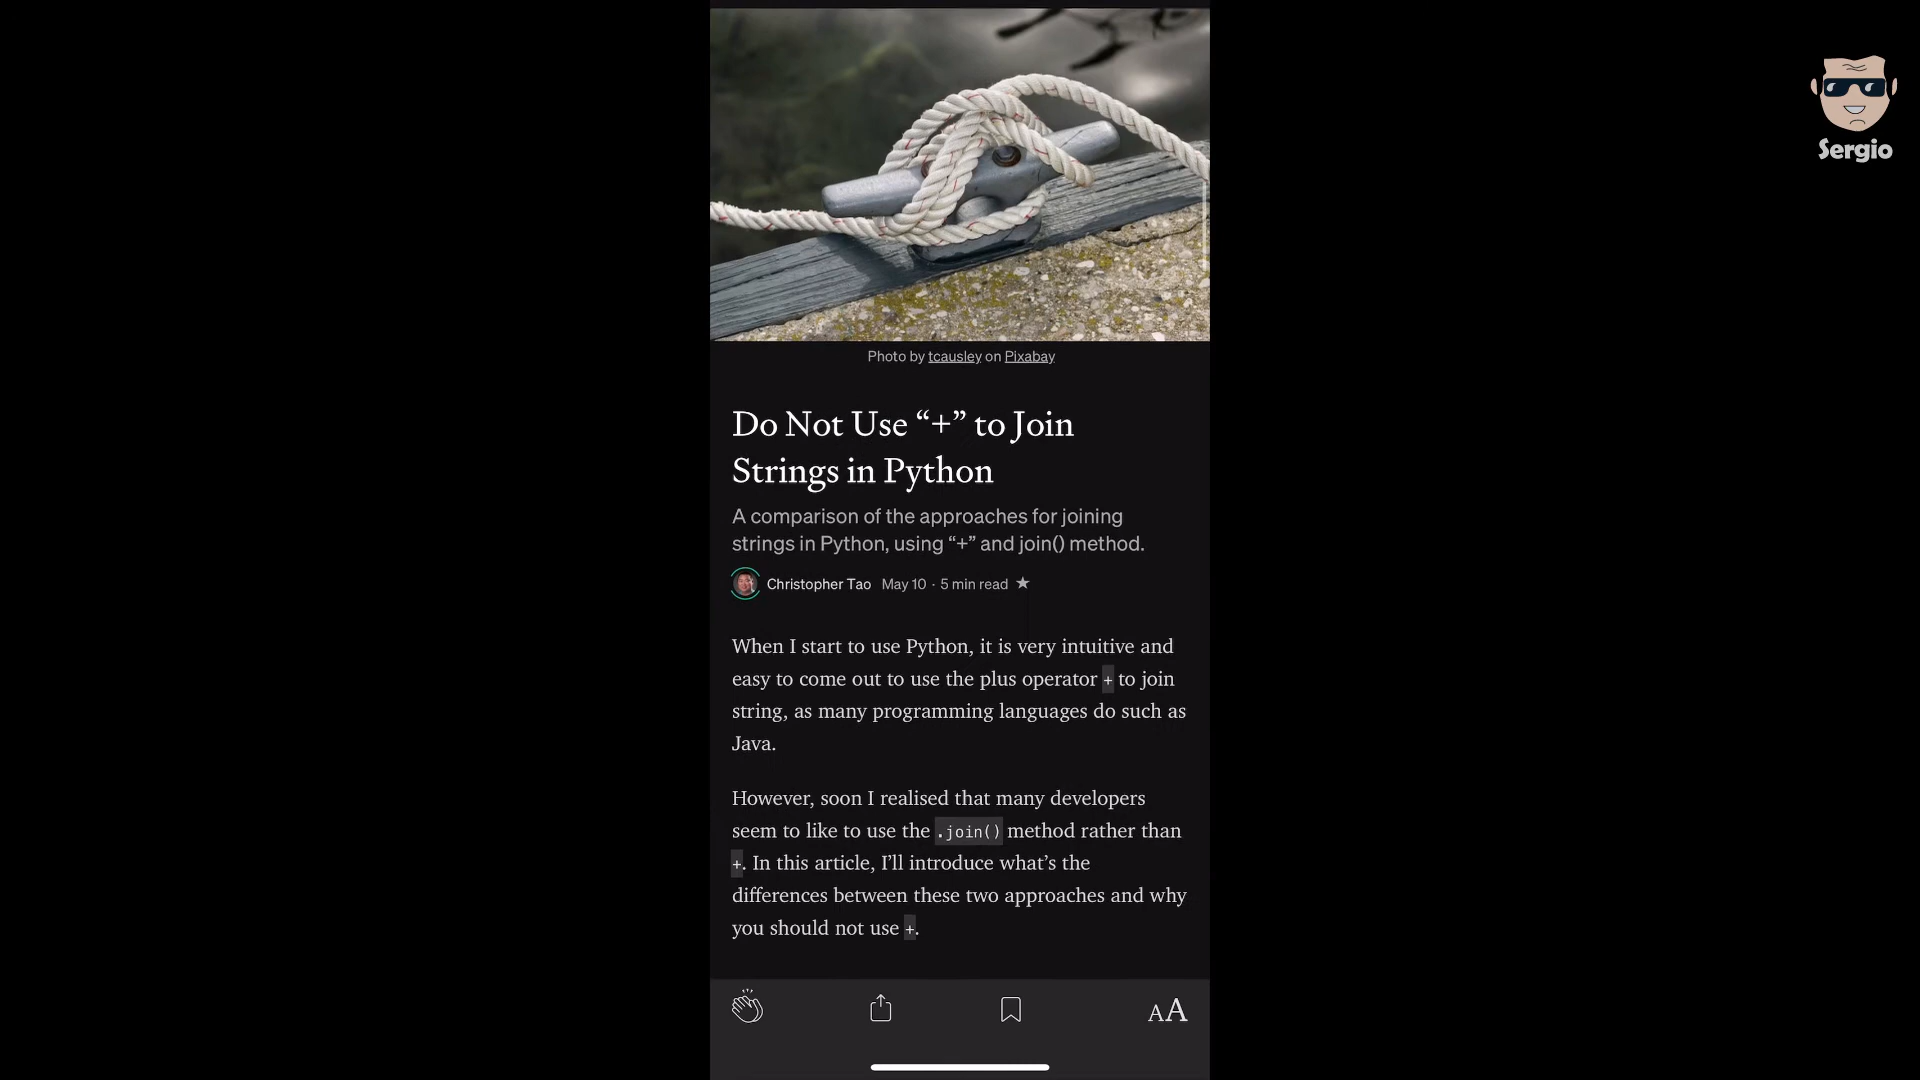 Sergio
Photo by tcausley on Pixabay
Do Not Use “+” to Join
Strings in Python
A comparison of the approaches for joining
strings in Python, using “+” and join() method.
Christopher Tao May 10 · 5 min read ★
When I start to use Python, it is very intuitive and
easy to come out to use the plus operator + to join
string, as many programming languages do such as
Java.
However, soon I realised that many developers
seem to like to use the .join() method rather than
+. In this article, I’ll introduce what’s the
differences between these two approaches and why
you should not use +.
AA